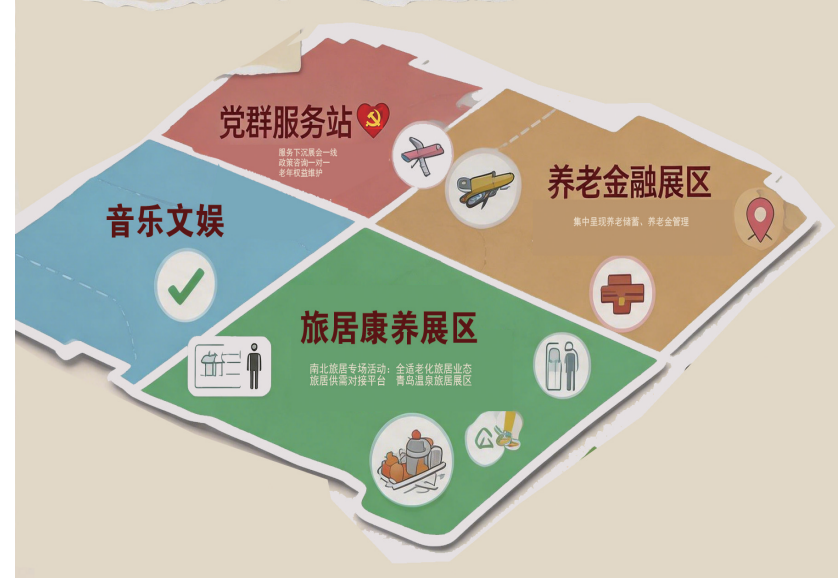 党群服务站
服务下沉展会一线
政策咨询一对一
老年权益维护
养老金融展区
集中呈现养老储蓄、养老金管理
音乐文娱
旅居康养展区
南北旅居专场活动：全适老化旅居业态
旅居供需对接平台 青岛温泉旅居展区